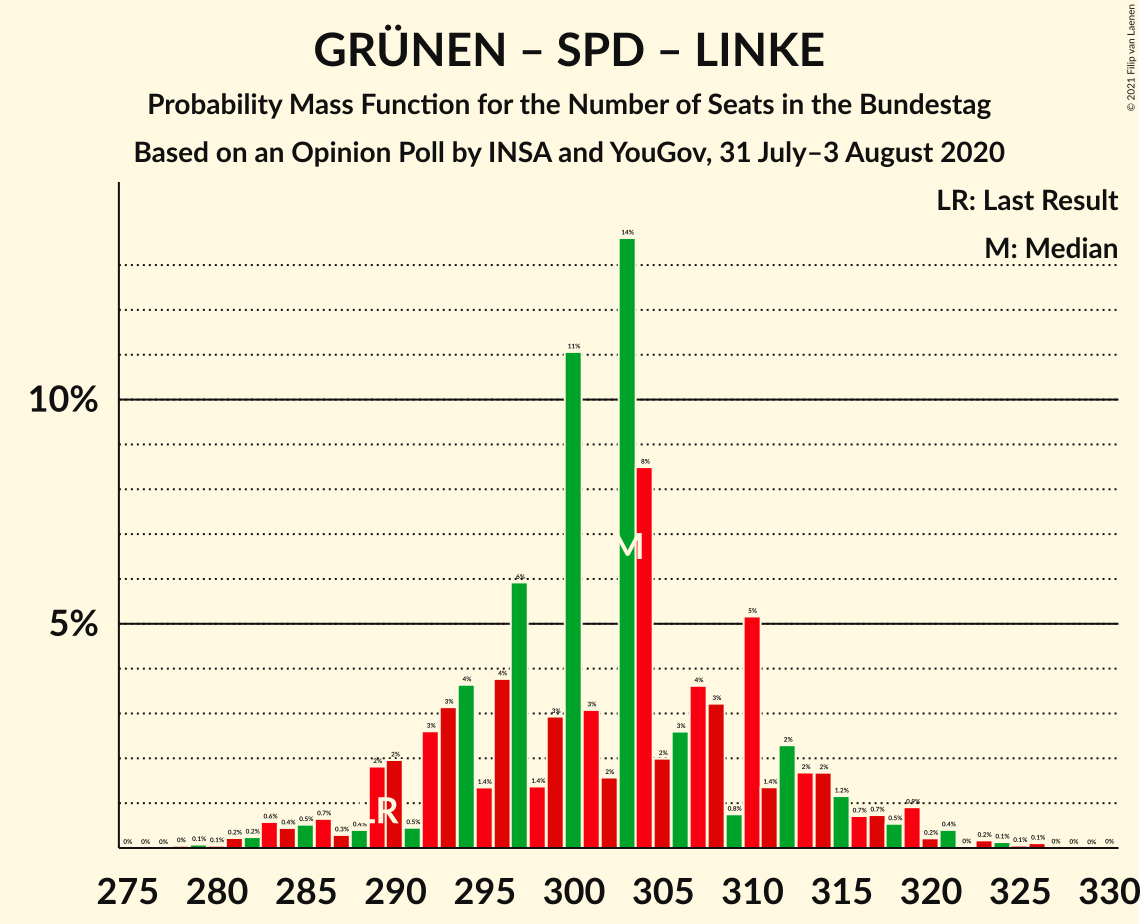 GRÜNEN – SPD – LINKE
Probability Mass Function for the Number of Seats in the Bundestag
Based on an Opinion Poll by INSA and YouGov, 31 July–3 August 2020
© 2021 Filip van Laenen
LR: Last Result
M: Median
10%
5%
0% 0% 0% 0% 0.1% 0.1% 0.2% 0.2% 0.6% 0.4% 0.5% 0.7% 0.3% 0.4% 2% 2% 0.5% 3% 3% 4% 1.4% 4% 6% 1.4% 3% 11% 3% 2% 14% 8% 2% 3% 4% 3% 0.8% 5% 1.4% 2% 2% 2% 1.2% 0.7% 0.7% 0.5% 0.9% 0.2% 0.4% 0% 0.2% 0.1% 0.1% 0.1% 0% 0% 0% 0%
M
LR
275 280 285 290 295 300 305 310 315 320 325 330